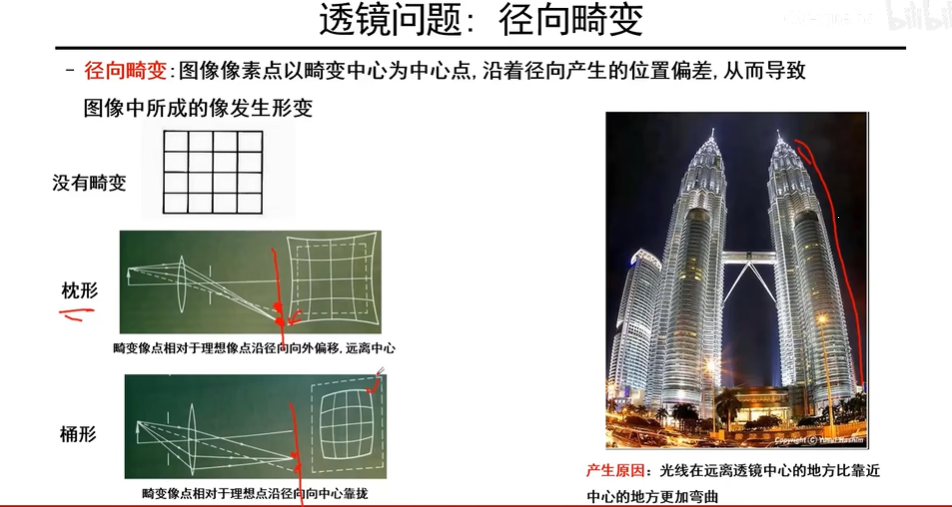 透镜问题：径向畸变
- 径向畸变:图像像素点以畸变中心为中心点,沿着径向产生的位置偏差,从而导致
图像中所成的像发生形变
没有畸变
枕形
畸变像点相对于理想像点沿径向向外偏移,远离中心
桶形
畸变像点相对于理想点沿径向向中心靠拢
Copyright (C) Yusuf Hashim
产生原因：光线在远离透镜中心的地方比靠近
中心的地方更加弯曲